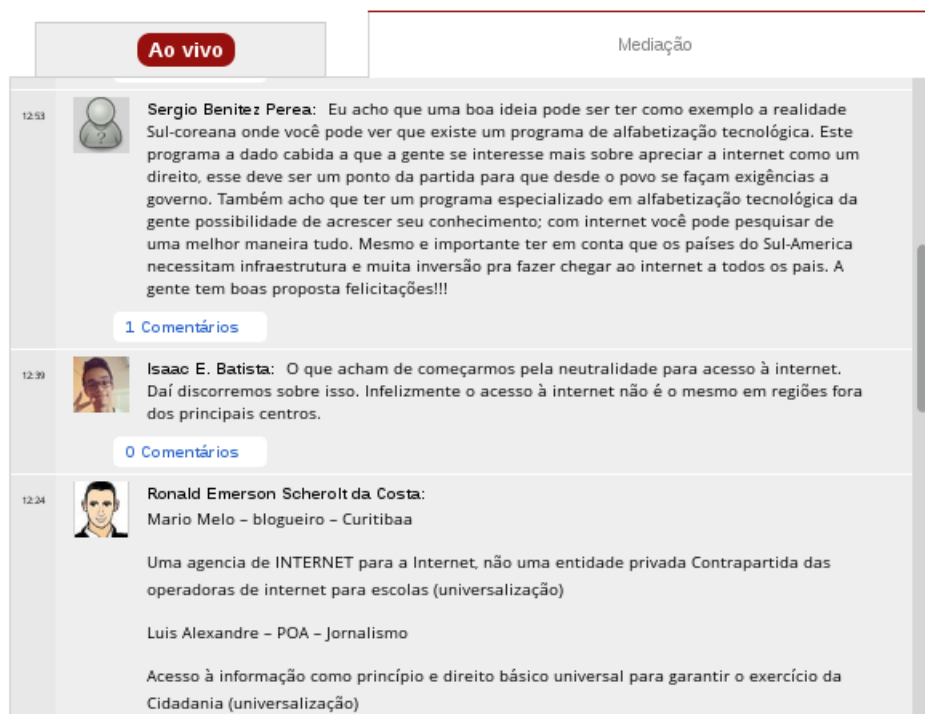 Ao vivo
Mediação
12:53
Sergio Benitez Perea: Eu acho que uma boa ideia pode ser ter como exemplo a realidade
Sul-coreana onde você pode ver que existe um programa de alfabetização tecnológica. Este
programa a dado cabida a que a gente se interesse mais sobre apreciar a internet como um
direito, esse deve ser um ponto da partida para que desde o povo se façam exigências a
governo. Também acho que ter um programa especializado em alfabetização tecnológica da
gente possibilidade de acrescer seu conhecimento; com internet você pode pesquisar de
uma melhor maneira tudo. Mesmo e importante ter em conta que os países do Sul-America
necessitam infraestrutura e muita inversão pra fazer chegar ao internet a todos os pais. A
gente tem boas proposta felicitações!!!
1 Comentários
12:39
Isaac E. Batista: O que acham de começarmos pela neutralidade para acesso à internet.
Daí discorremos sobre isso. Infelizmente o acesso à internet não é o mesmo em regiões fora
dos principais centros.
0 Comentários
12:24
Ronald Emerson Scherolt da Costa:
Mario Melo – blogueiro – Curitibaa
Uma agencia de INTERNET para a Internet, não uma entidade privada Contrapartida das
operadoras de internet para escolas (universalização)
Luis Alexandre – POA – Jornalismo
Acesso à informação como princípio e direito básico universal para garantir o exercício da
Cidadania (universalização)